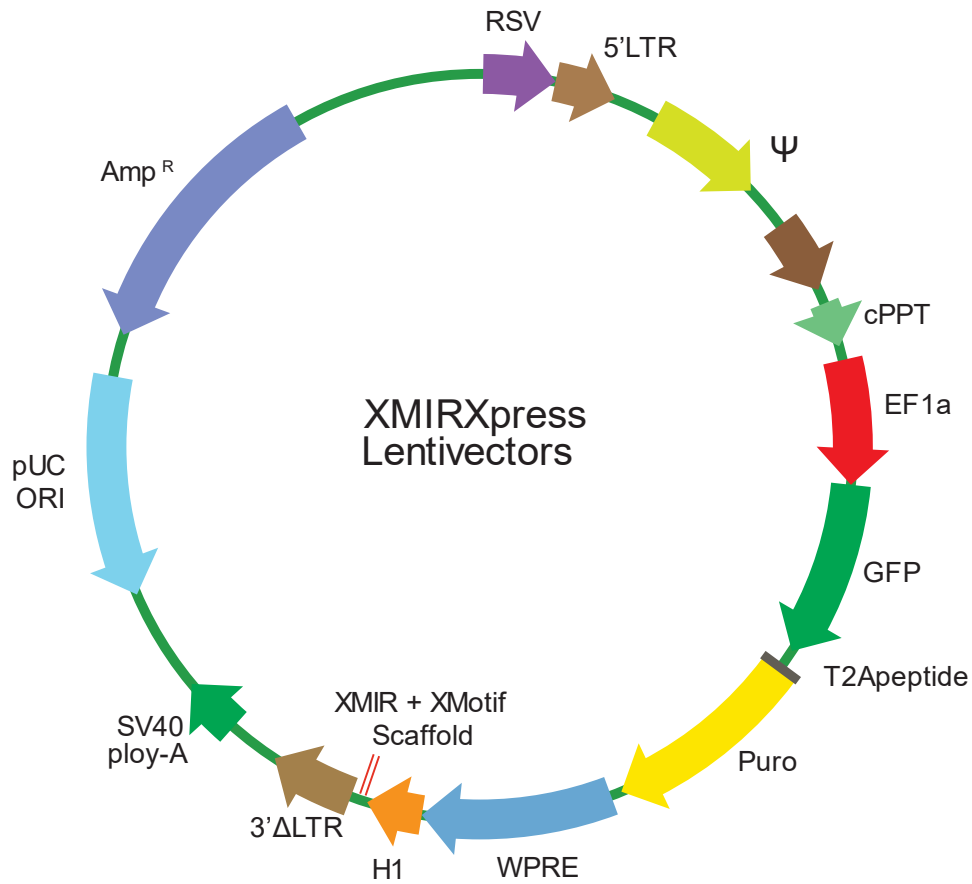 RSV
5'LTR
Ψ
Amp R
cPPT
EF1a
XMIRXpress
Lentivectors
pUC
ORI
GFP
T2Apeptide
XMIR + XMotif
Scaffold
SV40
ploy-A
Puro
3'ΔLTR
H1
WPRE